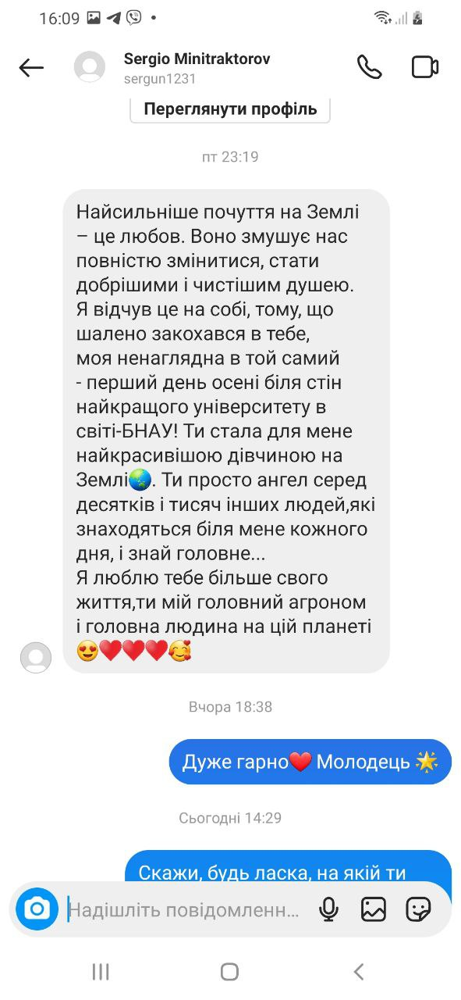 16:09
Sergio Minitraktorov
sergun1231
Переглянути профіль
пт 23:19
Найсильніше почуття на Землі
– це любов. Воно змушує нас
повністю змінитися, стати
добрішими і чистішим душею.
Я відчув це на собі, тому, що
шалено закохався в тебе,
моя ненаглядна в той самий
- перший день осені біля стін
найкращого університету в
світі-БНАУ! Ти стала для мене
найкрасивішою дівчиною на
Землі🌏. Ти просто ангел серед
десятків і тисяч інших людей,які
знаходяться біля мене кожного
дня, і знай головне...
Я люблю тебе більше свого
життя,ти мій головний агроном
і головна людина на цій планеті
😍❤️❤️❤️🥰
Вчора 18:38
Дуже гарно❤️ Молодець 🌟
Сьогодні 14:29
Скажи, будь ласка, на якій ти
Надішліть повідомленн...